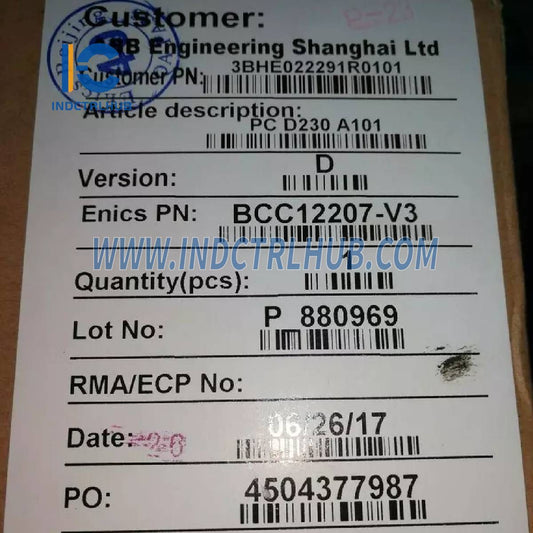 Customer:
ABB Engineering Shanghai Ltd
Customer PN: 3BHE022291R0101
INDCTRLHUB
Article description:
PC D230 A101
Version: D
Enics PN: BCC12207-V3
WWW.INDCTRLHUB.COM
Quantity(pcs): 1
Lot No: P 880969
RMA/ECP No:
Date: 06/26/17
PO: 4504377987